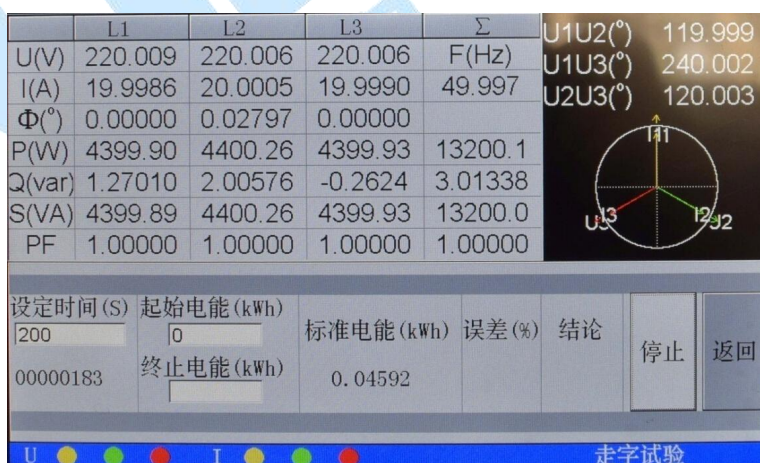 L1 L2 L3 Σ
U(V) 220.009 220.006 220.006 F(Hz)
I(A) 19.9986 20.0005 19.9990 49.997
Φ(°) 0.00000 0.02797 0.00000
P(W) 4399.90 4400.26 4399.93 13200.1
Q(var) 1.27010 2.00576 -0.2624 3.01338
S(VA) 4399.89 4400.26 4399.93 13200.0
PF 1.00000 1.00000 1.00000 1.00000
U1U2(°) 119.999
U1U3(°) 240.002
U2U3(°) 120.003
设定时间(S) 起始电能(kWh)
200 0
标准电能(kWh) 误差(%) 结论
停止 返回
终止电能(kWh)
00000183 0.04592
U I 走字试验